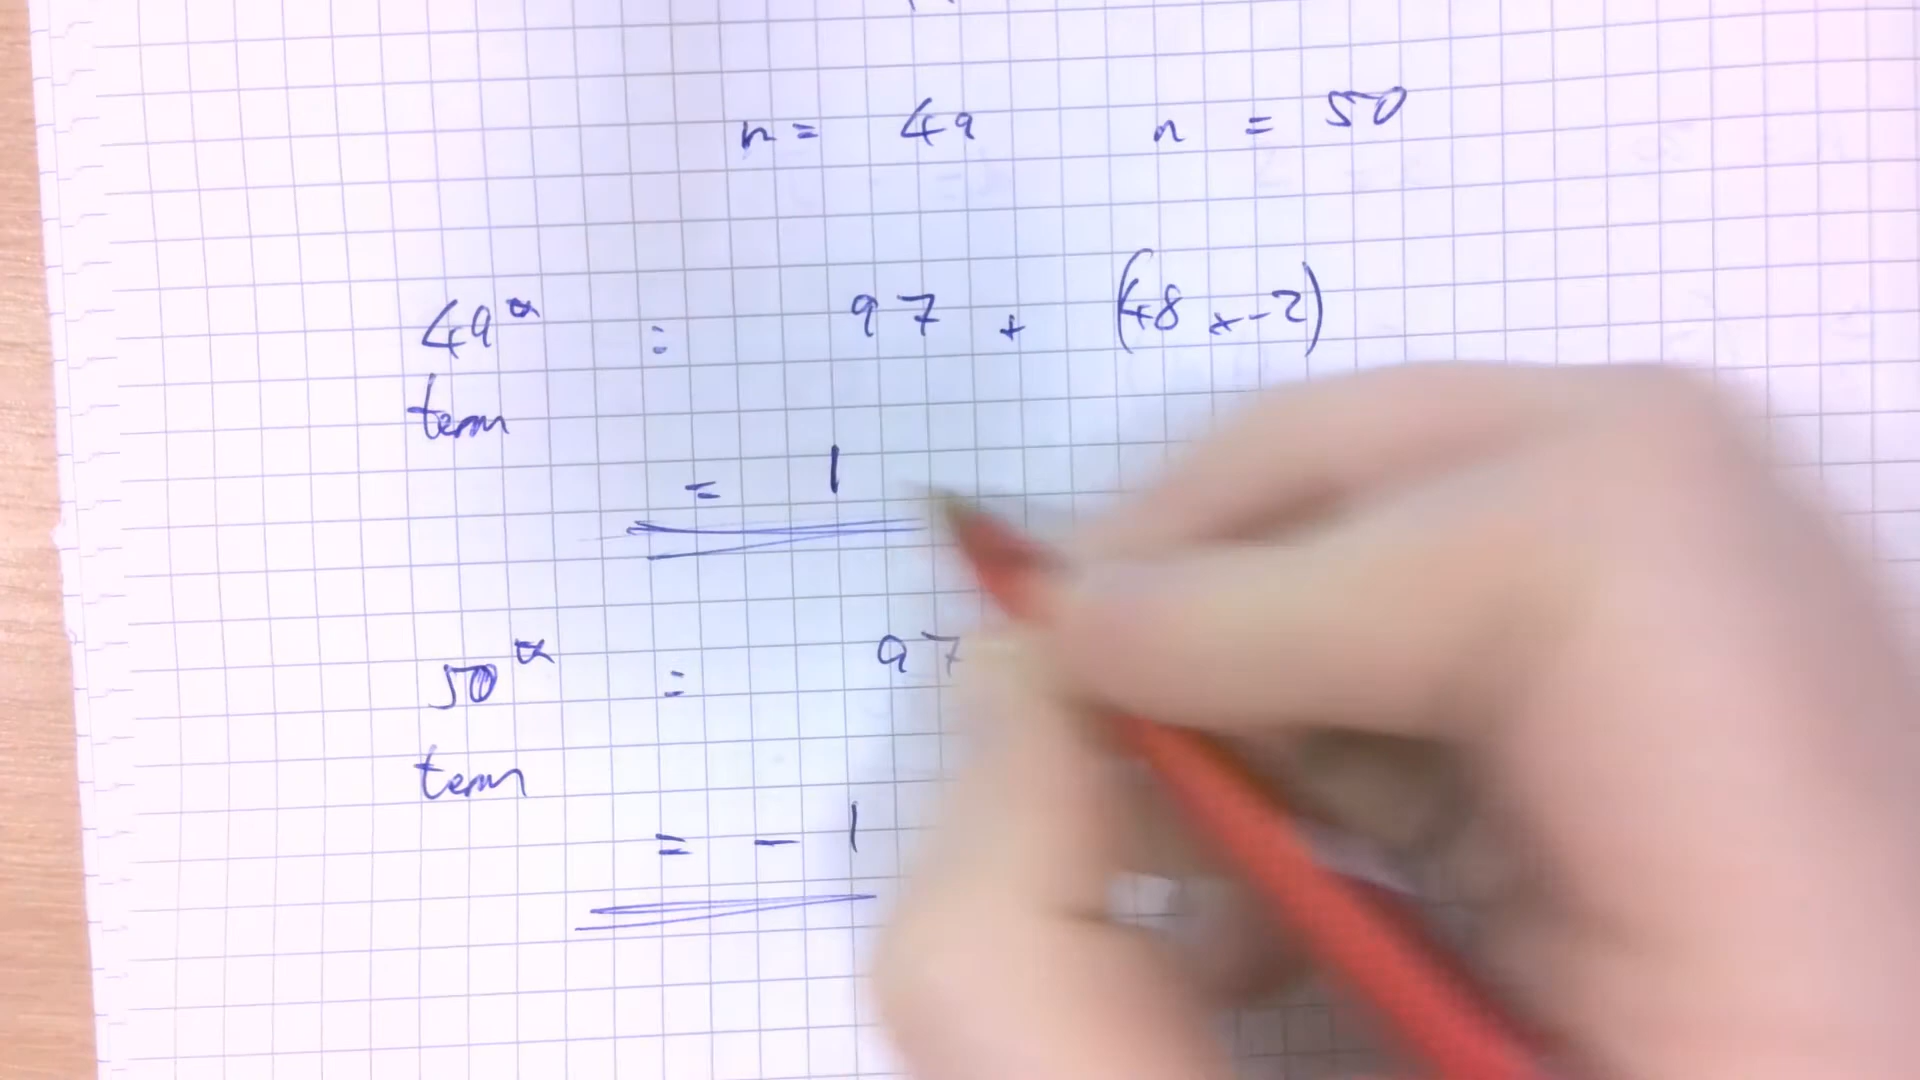 n = 49 n = 50
49th : 97 + (48 x -2)
term
= 1
50th = 97
term
= - 1